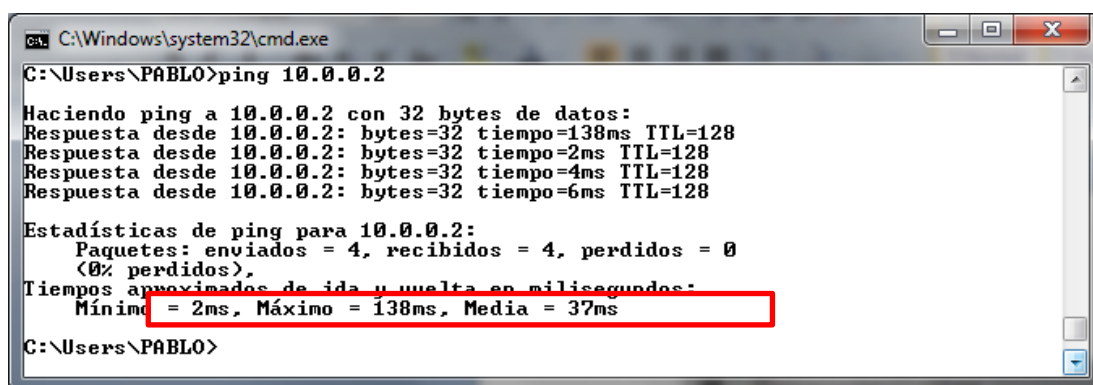 C:\Windows\system32\cmd.exe
C:\Users\PABLO>ping 10.0.0.2
Haciendo ping a 10.0.0.2 con 32 bytes de datos:
Respuesta desde 10.0.0.2: bytes=32 tiempo=138ms TTL=128
Respuesta desde 10.0.0.2: bytes=32 tiempo=2ms TTL=128
Respuesta desde 10.0.0.2: bytes=32 tiempo=4ms TTL=128
Respuesta desde 10.0.0.2: bytes=32 tiempo=6ms TTL=128
Estadísticas de ping para 10.0.0.2:
Paquetes: enviados = 4, recibidos = 4, perdidos = 0
(0% perdidos),
Tiempos aproximados de ida y vuelta en milisegundos:
Mínimo = 2ms, Máximo = 138ms, Media = 37ms
C:\Users\PABLO>